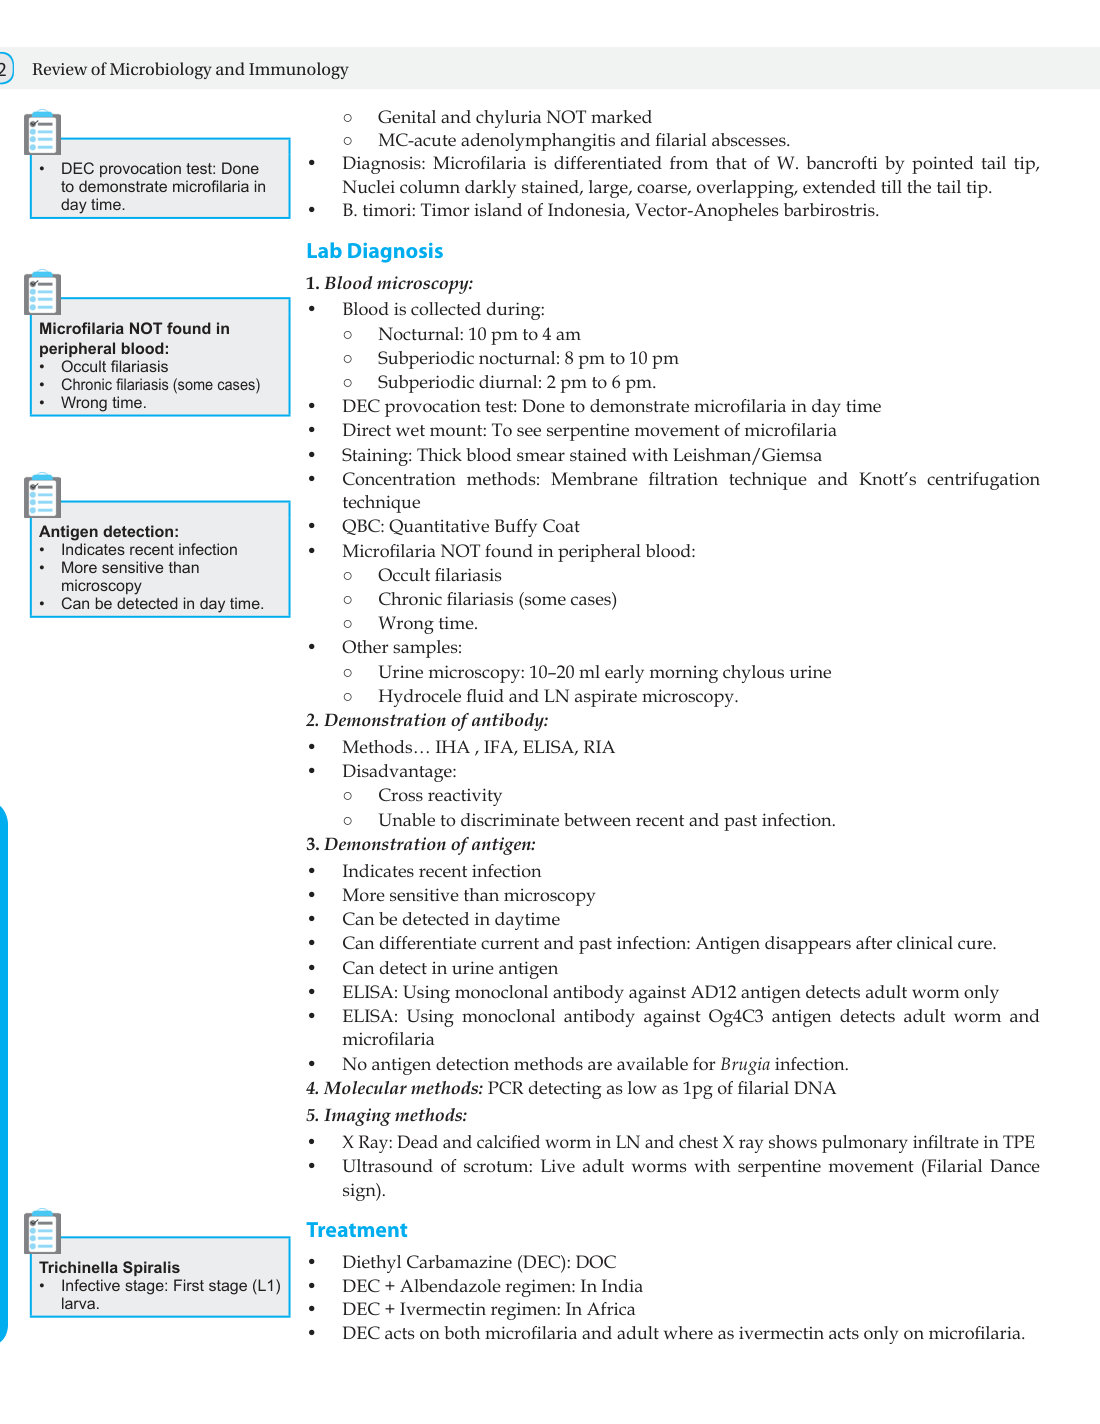 2 Review of Microbiology and Immunology
• DEC provocation test: Done
to demonstrate microfilaria in
day time.
Microfilaria NOT found in
peripheral blood:
• Occult filariasis
• Chronic filariasis (some cases)
• Wrong time.
Antigen detection:
• Indicates recent infection
• More sensitive than
microscopy
• Can be detected in day time.
Trichinella Spiralis
• Infective stage: First stage (L1)
larva.
○ Genital and chyluria NOT marked
○ MC-acute adenolymphangitis and filarial abscesses.
• Diagnosis: Microfilaria is differentiated from that of W. bancrofti by pointed tail tip,
Nuclei column darkly stained, large, coarse, overlapping, extended till the tail tip.
• B. timori: Timor island of Indonesia, Vector-Anopheles barbirostris.
Lab Diagnosis
1. Blood microscopy:
• Blood is collected during:
○ Nocturnal: 10 pm to 4 am
○ Subperiodic nocturnal: 8 pm to 10 pm
○ Subperiodic diurnal: 2 pm to 6 pm.
• DEC provocation test: Done to demonstrate microfilaria in day time
• Direct wet mount: To see serpentine movement of microfilaria
• Staining: Thick blood smear stained with Leishman/Giemsa
• Concentration methods: Membrane filtration technique and Knott's centrifugation
technique
• QBC: Quantitative Buffy Coat
• Microfilaria NOT found in peripheral blood:
○ Occult filariasis
○ Chronic filariasis (some cases)
○ Wrong time.
• Other samples:
○ Urine microscopy: 10–20 ml early morning chylous urine
○ Hydrocele fluid and LN aspirate microscopy.
2. Demonstration of antibody:
• Methods… IHA , IFA, ELISA, RIA
• Disadvantage:
○ Cross reactivity
○ Unable to discriminate between recent and past infection.
3. Demonstration of antigen:
• Indicates recent infection
• More sensitive than microscopy
• Can be detected in daytime
• Can differentiate current and past infection: Antigen disappears after clinical cure.
• Can detect in urine antigen
• ELISA: Using monoclonal antibody against AD12 antigen detects adult worm only
• ELISA: Using monoclonal antibody against Og4C3 antigen detects adult worm and
microfilaria
• No antigen detection methods are available for Brugia infection.
4. Molecular methods: PCR detecting as low as 1pg of filarial DNA
5. Imaging methods:
• X Ray: Dead and calcified worm in LN and chest X ray shows pulmonary infiltrate in TPE
• Ultrasound of scrotum: Live adult worms with serpentine movement (Filarial Dance
sign).
Treatment
• Diethyl Carbamazine (DEC): DOC
• DEC + Albendazole regimen: In India
• DEC + Ivermectin regimen: In Africa
• DEC acts on both microfilaria and adult where as ivermectin acts only on microfilaria.